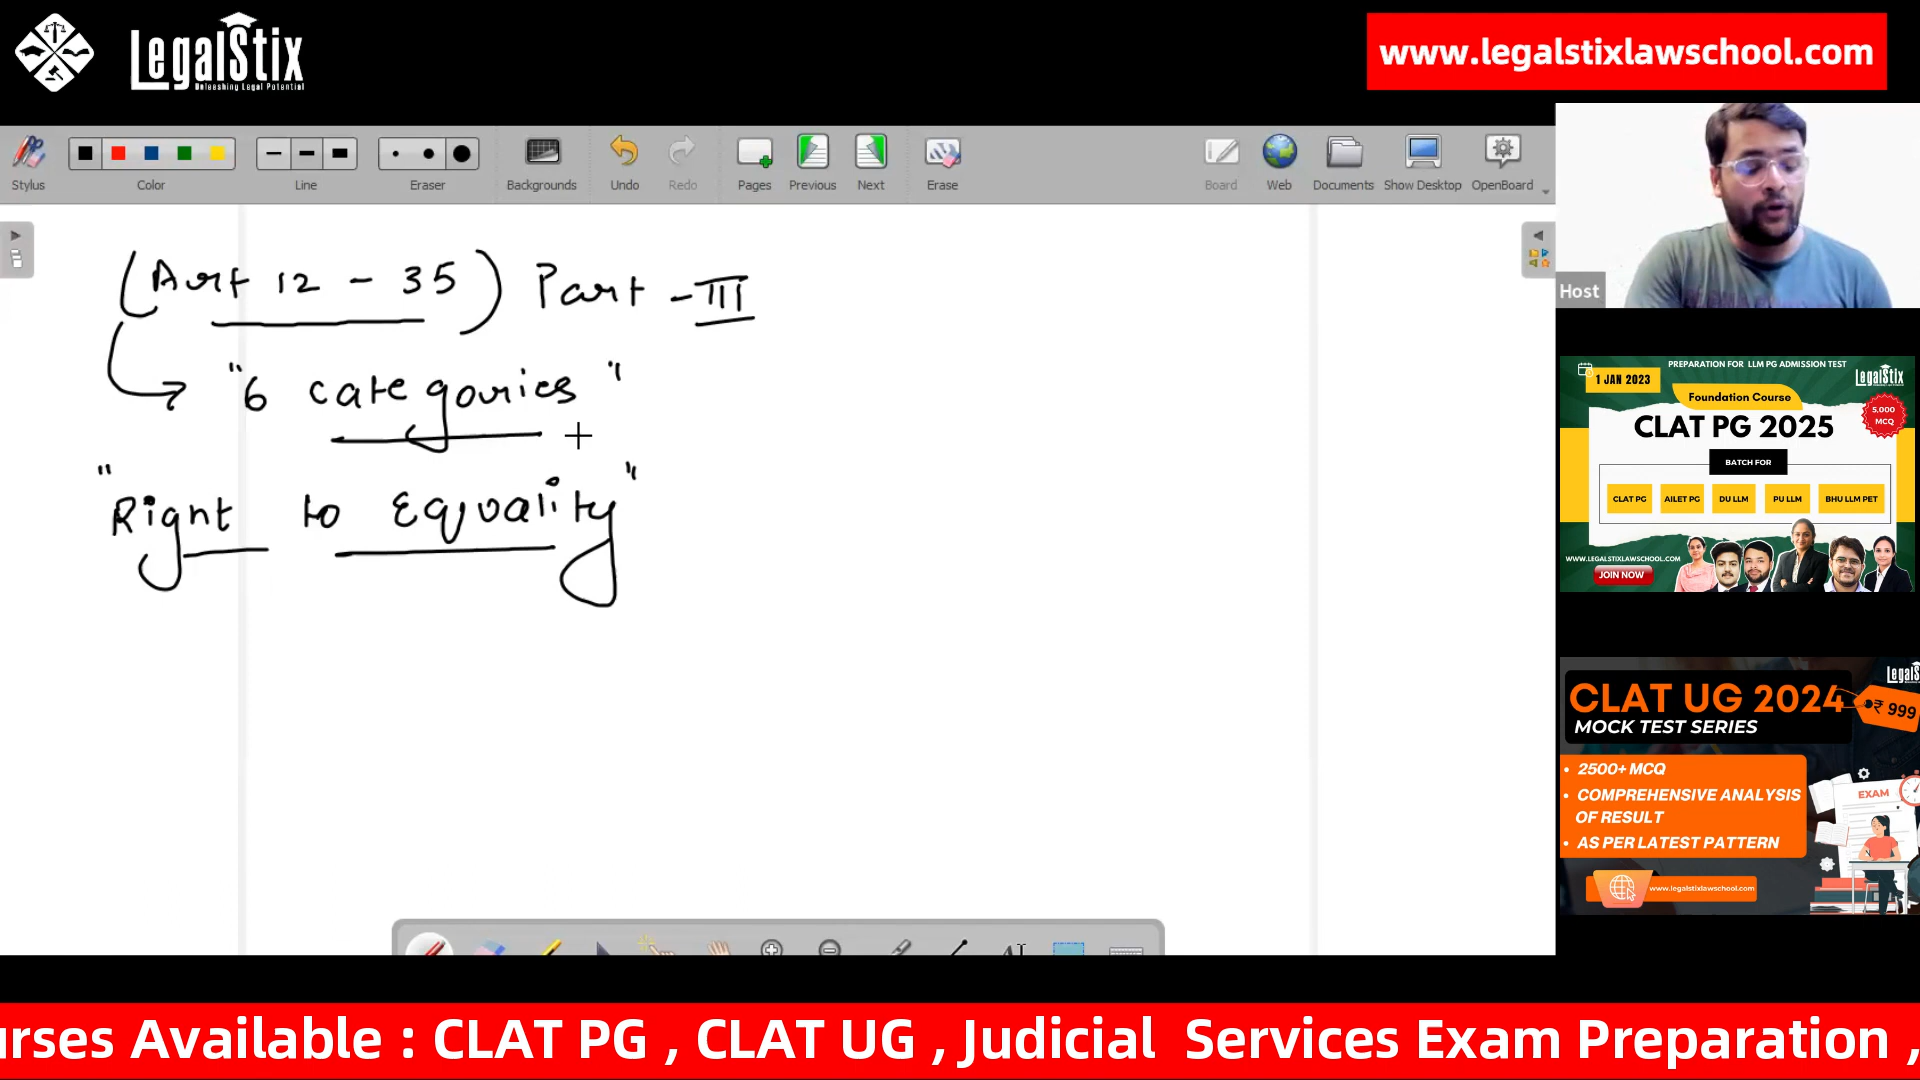 LegalStix
Unleashing Legal Potential
www.legalstixlawschool.com
Stylus
Color
Line
Eraser
Backgrounds
Undo
Redo
Pages
Previous
Next
Erase
Board
Web
Documents
Show Desktop
OpenBoard
(Art 12 - 35) Part - III
"6 categories"
"Right to Equality"
Host
PREPARATION FOR LLM PG ADMISSION TEST
1 JAN 2023
LegalStix
Foundation Course
5,000
MCQ
CLAT PG 2025
BATCH FOR
CLAT PG AILET PG DU LLM PU LLM BHU LLM PET
WWW.LEGALSTIXLAWSCHOOL.COM
JOIN NOW
LegalS
CLAT UG 2024
₹ 999
MOCK TEST SERIES
• 2500+ MCQ
• COMPREHENSIVE ANALYSIS
OF RESULT
• AS PER LATEST PATTERN
EXAM
www.legalstixlawschool.com
urses Available : CLAT PG , CLAT UG , Judicial Services Exam Preparation ,